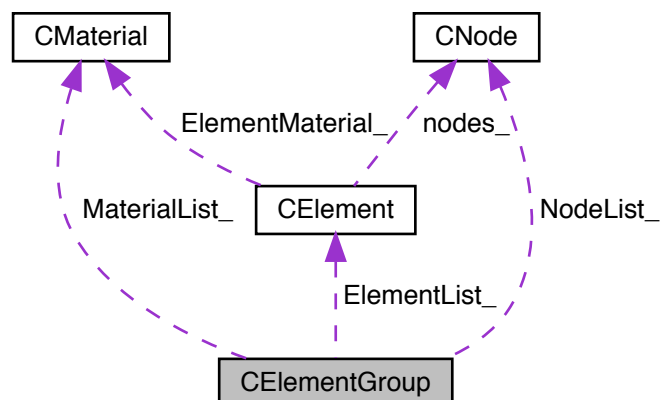 CMaterial
CNode
ElementMaterial_
nodes_
MaterialList_
CElement
NodeList_
ElementList_
CElementGroup